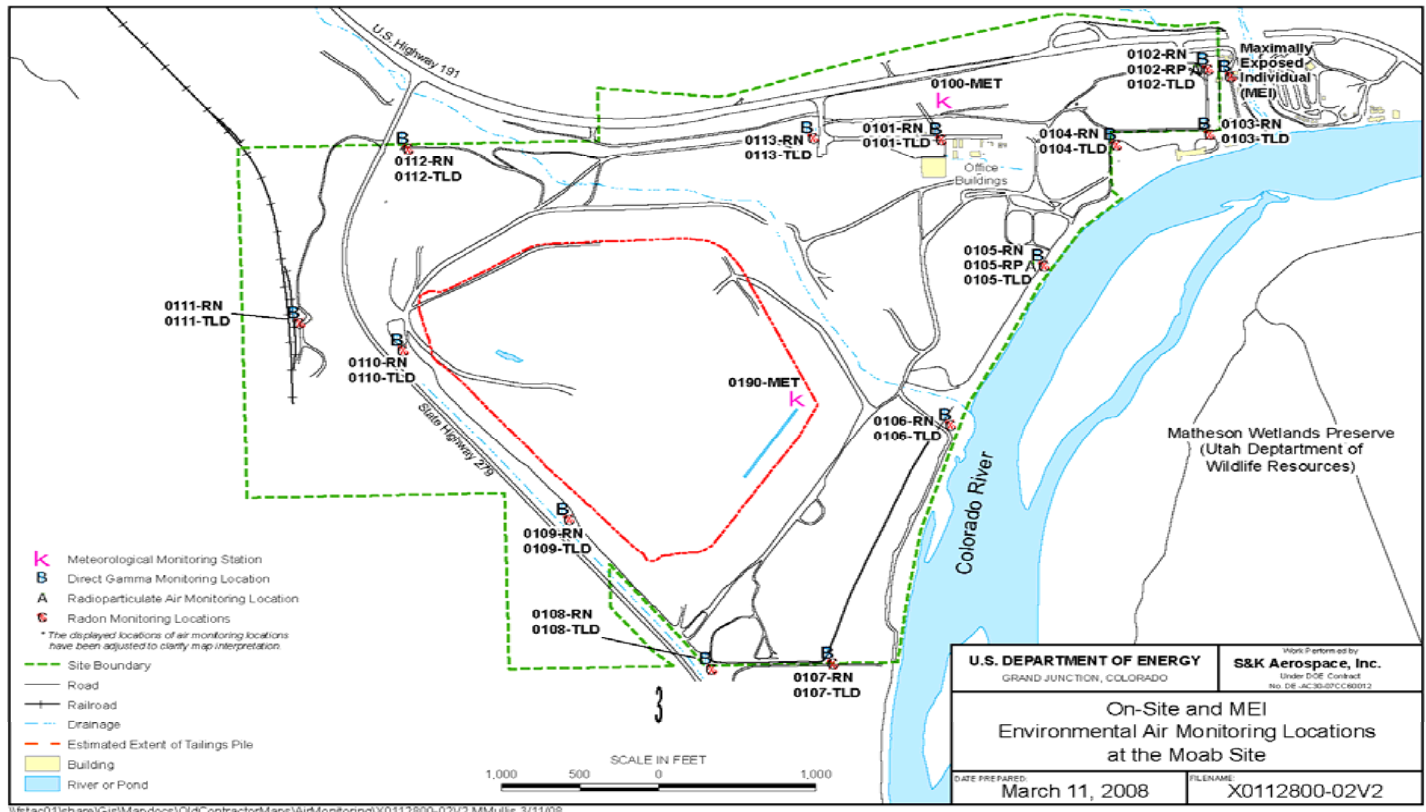 U.S. Highway 191
0100-MET
0102-RN
0102-RP
0102-TLD
Maximally
Exposed
Individual
(MEI)
0112-RN
0112-TLD
0113-RN
0113-TLD
0101-RN
0101-TLD
0104-RN
0104-TLD
0103-RN
0103-TLD
Office
Buildings
0105-RN
0105-RP
0105-TLD
0111-RN
0111-TLD
0110-RN
0110-TLD
0190-MET
State Highway 279
0106-RN
0106-TLD
Matheson Wetlands Preserve
(Utah Deptartment of
Wildlife Resources)
Colorado River
0109-RN
0109-TLD
0108-RN
0108-TLD
0107-RN
0107-TLD
3
k Meteorological Monitoring Station
B Direct Gamma Monitoring Location
A Radioparticulate Air Monitoring Location
Radon Monitoring Locations
* The displayed locations of air monitoring locations
have been adjusted to clarify map interpretation.
Site Boundary
Road
Railroad
Drainage
Estimated Extent of Tailings Pile
Building
River or Pond
SCALE IN FEET
1,000 500 0 1,000
U.S. DEPARTMENT OF ENERGY
GRAND JUNCTION, COLORADO
Work Performed by
S&K Aerospace, Inc.
Under DOE Contract
No. DE-AC30-07CC60012
On-Site and MEI
Environmental Air Monitoring Locations
at the Moab Site
DATE PREPARED:
March 11, 2008
FILENAME:
X0112800-02V2